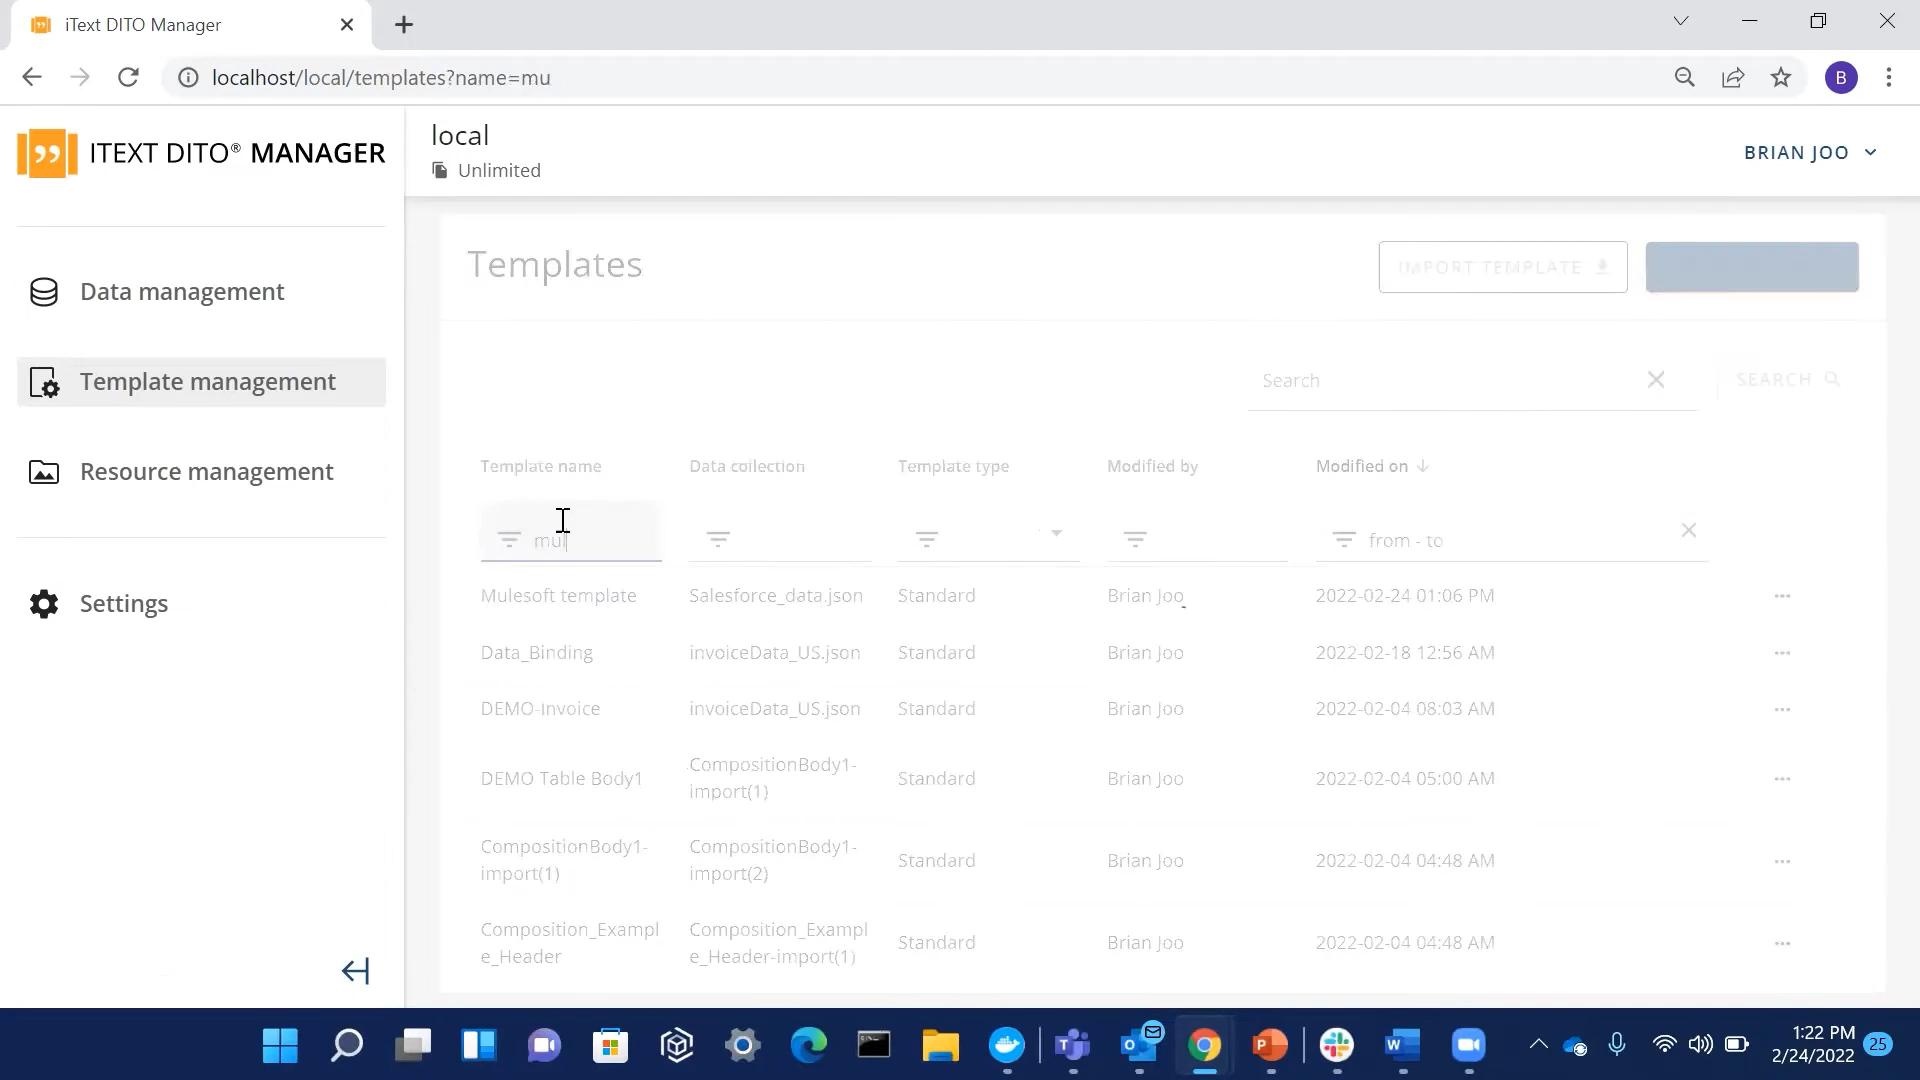 iText DITO Manager
localhost/local/templates?name=mu
B
ITEXT DITO® MANAGER
local
Unlimited
BRIAN JOO
Data management
Template management
Resource management
Settings
Templates
IMPORT TEMPLATE
Search
SEARCH
Template name Data collection Template type Modified by Modified on
mul from - to
Mulesoft template Salesforce_data.json Standard Brian Joo 2022-02-24 01:06 PM
Data_Binding invoiceData_US.json Standard Brian Joo 2022-02-18 12:56 AM
DEMO-Invoice invoiceData_US.json Standard Brian Joo 2022-02-04 08:03 AM
DEMO Table Body1 CompositionBody1-
import(1) Standard Brian Joo 2022-02-04 05:00 AM
CompositionBody1-
import(1) CompositionBody1-
import(2) Standard Brian Joo 2022-02-04 04:48 AM
Composition_Exampl
e_Header Composition_Exampl
e_Header-import(1) Standard Brian Joo 2022-02-04 04:48 AM
1:22 PM
2/24/2022
25